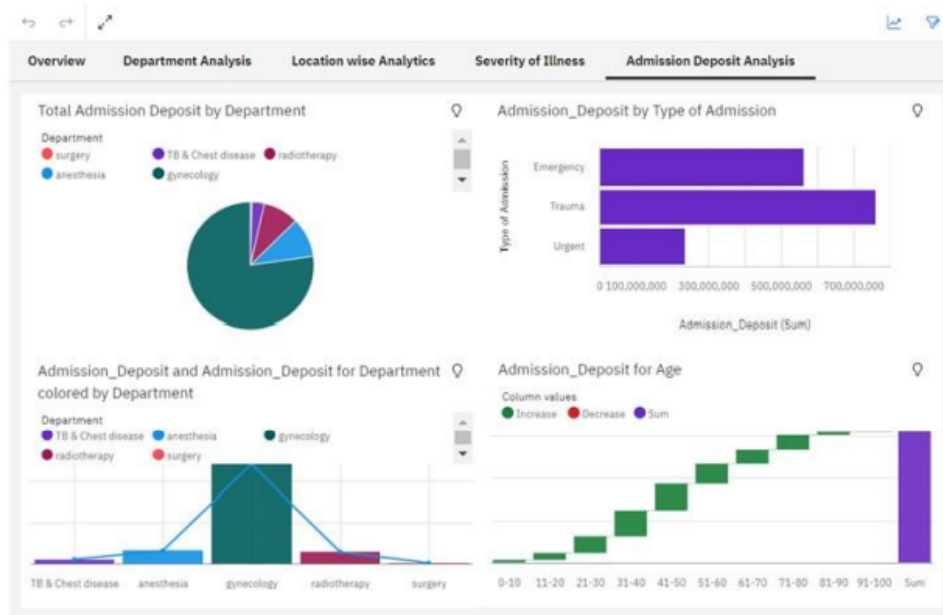 Overview Department Analysis Location wise Analytics Severity of Illness Admission Deposit Analysis
Total Admission Deposit by Department
Department
surgery TB & Chest disease radiotherapy
anesthesia gynecology
Admission_Deposit by Type of Admission
Type of Admission
Emergency
Trauma
Urgent
0 100,000,000 300,000,000 500,000,000 700,000,000
Admission_Deposit (Sum)
Admission_Deposit and Admission_Deposit for Department
colored by Department
Department
TB & Chest disease anesthesia gynecology
radiotherapy surgery
TB & Chest disease anesthesia gynecology radiotherapy surgery
Admission_Deposit for Age
Column values
Increase Decrease Sum
0-10 11-20 21-30 31-40 41-50 51-60 61-70 71-80 81-90 91-100 Sum